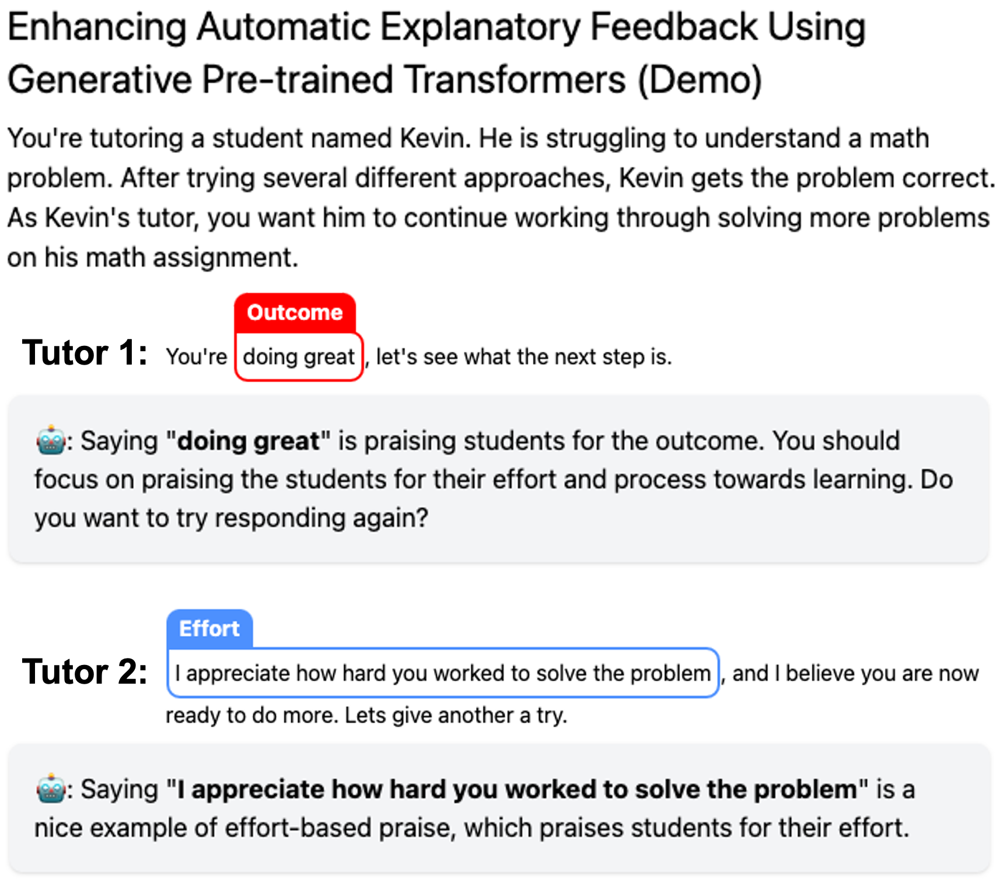 Enhancing Automatic Explanatory Feedback Using
Generative Pre-trained Transformers (Demo)
You're tutoring a student named Kevin. He is struggling to understand a math
problem. After trying several different approaches, Kevin gets the problem correct.
As Kevin's tutor, you want him to continue working through solving more problems
on his math assignment.
Outcome
Tutor 1: You're doing great, let's see what the next step is.
🤖: Saying "doing great" is praising students for the outcome. You should
focus on praising the students for their effort and process towards learning. Do
you want to try responding again?
Effort
Tutor 2: I appreciate how hard you worked to solve the problem, and I believe you are now
ready to do more. Lets give another a try.
🤖: Saying "I appreciate how hard you worked to solve the problem" is a
nice example of effort-based praise, which praises students for their effort.